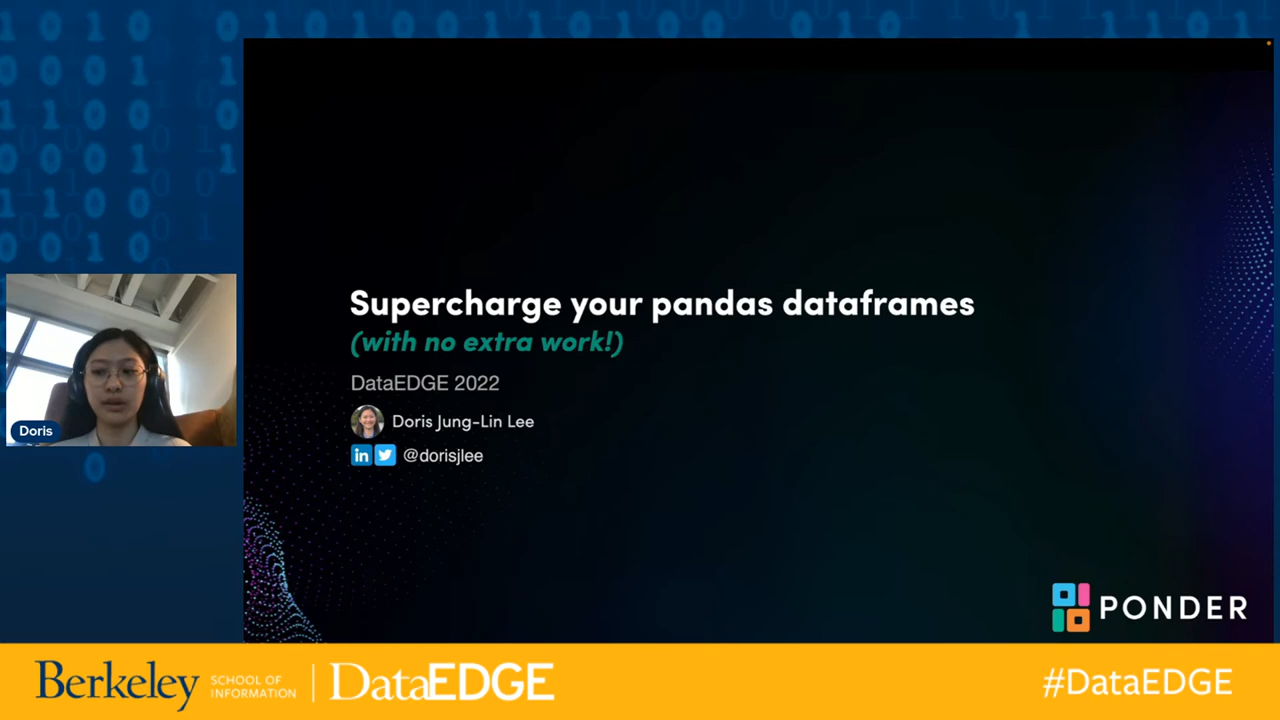 Supercharge your pandas dataframes
(with no extra work!)
DataEDGE 2022
Doris Jung-Lin Lee
in @dorisjlee
Doris
PONDER
Berkeley SCHOOL OF INFORMATION DataEDGE
#DataEDGE